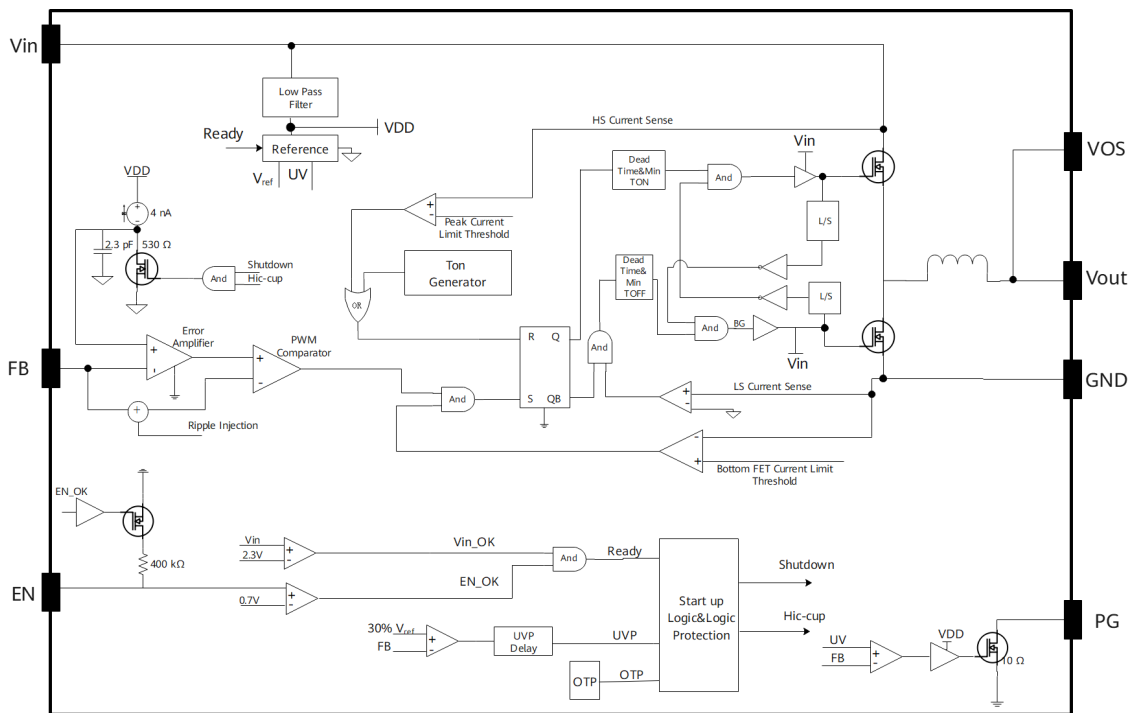 Vin
Low Pass
Filter
VDD
Ready
Reference
Vref
UV
HS Current Sense
VOS
Dead
Time&Min
TON
And
Vin
L/S
VDD
+
-
4 nA
2.3 pF
530 Ω
And
Shutdown
Hic-cup
+
-
Peak Current
Limit Threshold
Ton
Generator
OR
Dead
Time&
Min
TOFF
L/S
And
BG
Vin
Vout
FB
Error
Amplifier
+
-
PWM
Comparator
+
-
+
Ripple Injection
And
R
Q
S
QB
And
LS Current Sense
+
-
GND
-
+
Bottom FET Current Limit
Threshold
EN_OK
400 kΩ
EN
Vin
2.3V
+
-
Vin_OK
And
Ready
0.7V
+
-
EN_OK
30% Vref
FB
+
-
UVP
Delay
UVP
OTP
OTP
Start up
Logic&Logic
Protection
Shutdown
Hic-cup
UV
FB
+
-
VDD
10 Ω
PG